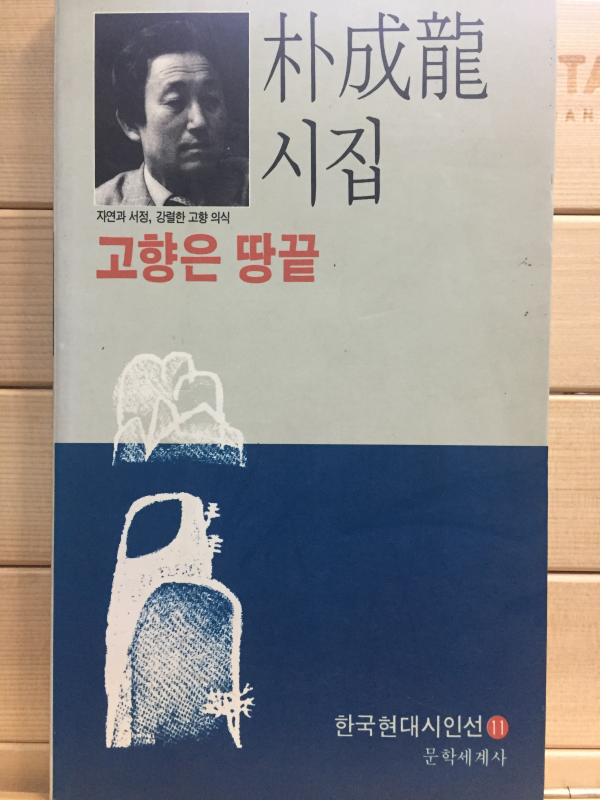 朴成龍
시집
자연과 서정, 강렬한 고향 의식
고향은 땅끝
한국현대시인선 11
문학세계사